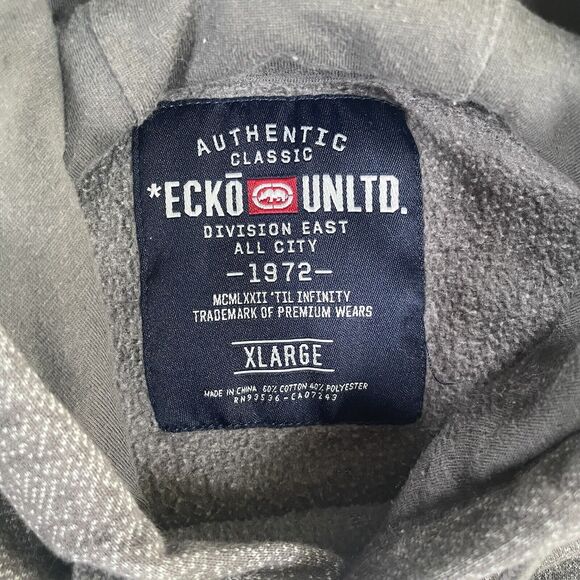 AUTHENTIC
CLASSIC
*ECKŌ UNLTD.
DIVISION EAST
ALL CITY
—1972—
MCMLXXII 'TIL INFINITY
TRADEMARK OF PREMIUM WEARS
XLARGE
MADE IN CHINA 60% COTTON 40% POLYESTER
RN93536-CA07243